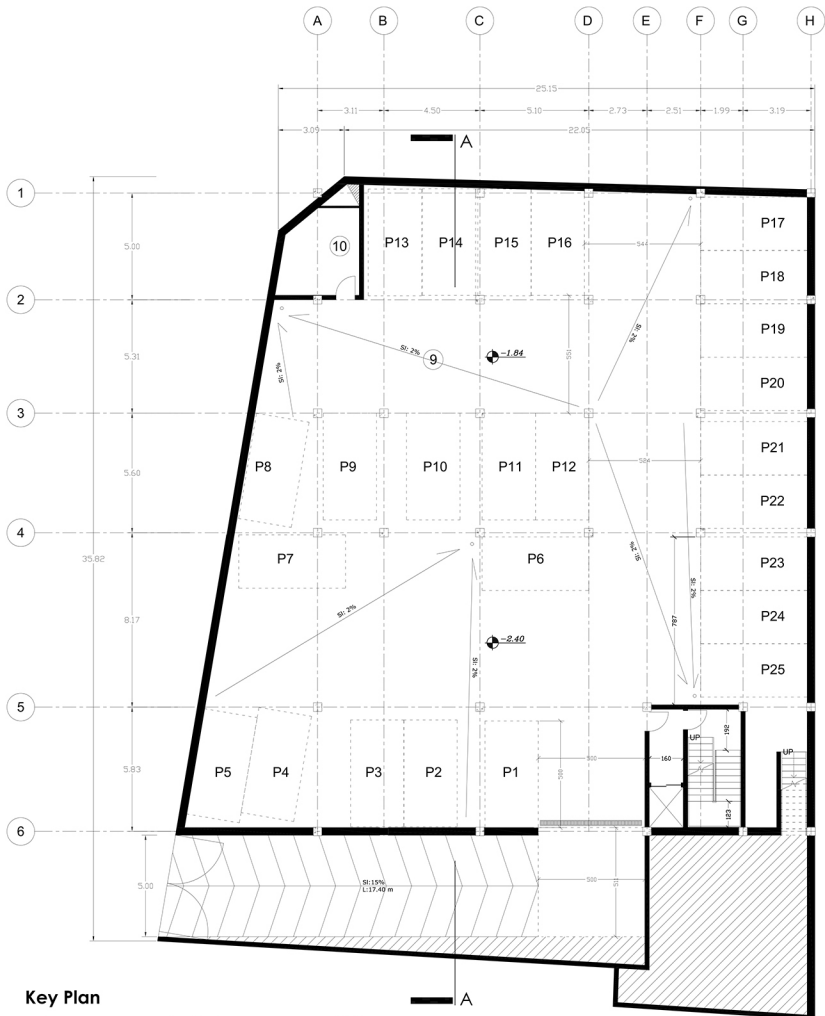 A B C D E F G H
25.15
3.11 4.50 5.10 2.73 2.51 1.99 3.19
3.09 22.05
A
1
10 P13 P14 P15 P16 544 P17
5.00
P18
2
SI: 2%
P19
5.31
SI: 2% SI: 2% 9 -1.84 551 SI: 2%
P20
3
P21
P8 P9 P10 P11 P12 584
5.60
P22
4
35.82
P7 P6 P23
SI: 2%
SI: 2%
SI: 2%
8.17 787 P24
-2.40
SI: 2%
P25
5
192
UP UP
5.83 P5 P4 P3 P2 P1 500 500 160
123
6
5.00
SI:15%
L:17.40 m
500 511
Key Plan
A